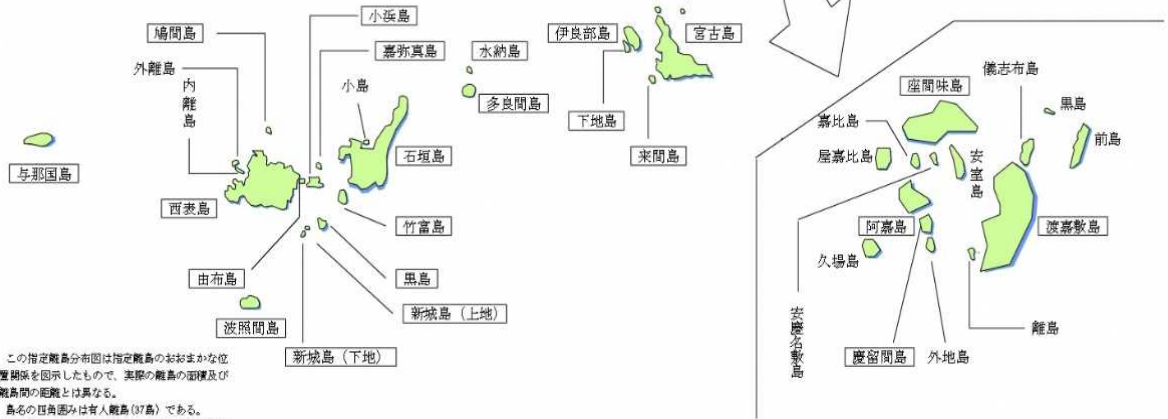 小浜島
鳩間島
嘉弥真島
水納島
伊良部島
宮古島
外離島
内離島
小島
多良間島
下地島
来間島
石垣島
与那国島
西表島
竹富島
由布島
黒島
新城島（上地）
波照間島
新城島（下地）
儀志布島
座間味島
黒島
嘉比島
前島
屋嘉比島
安室島
阿嘉島
渡嘉敷島
久場島
安慶名敷島
離島
慶留間島
外地島
この指定離島分布図は指定離島のおおまかな位
置関係を図示したもので、実際の離島の面積及び
離島間の距離とは異なる。
島名の四角囲みは有人離島(37島)である。